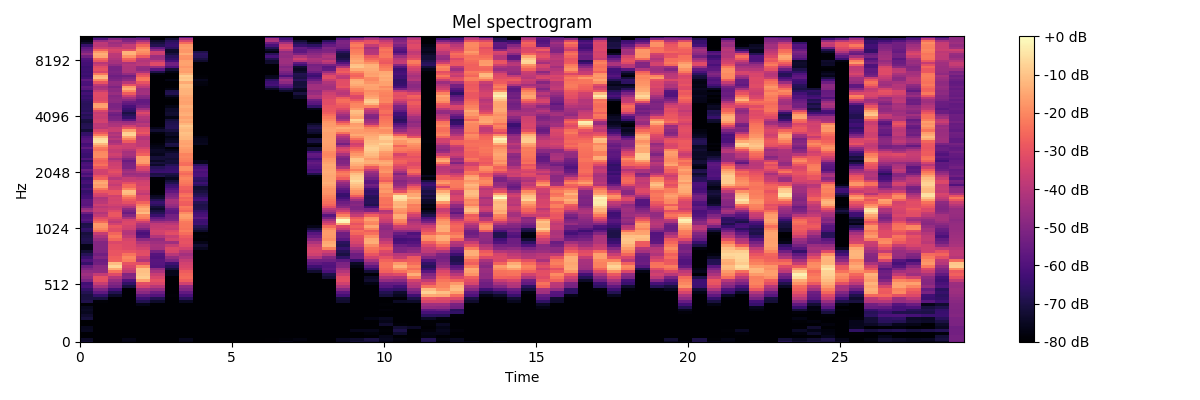 Mel spectrogram
8192
4096
2048
1024
512
0
Hz
0 5 10 15 20 25
Time
+0 dB
-10 dB
-20 dB
-30 dB
-40 dB
-50 dB
-60 dB
-70 dB
-80 dB